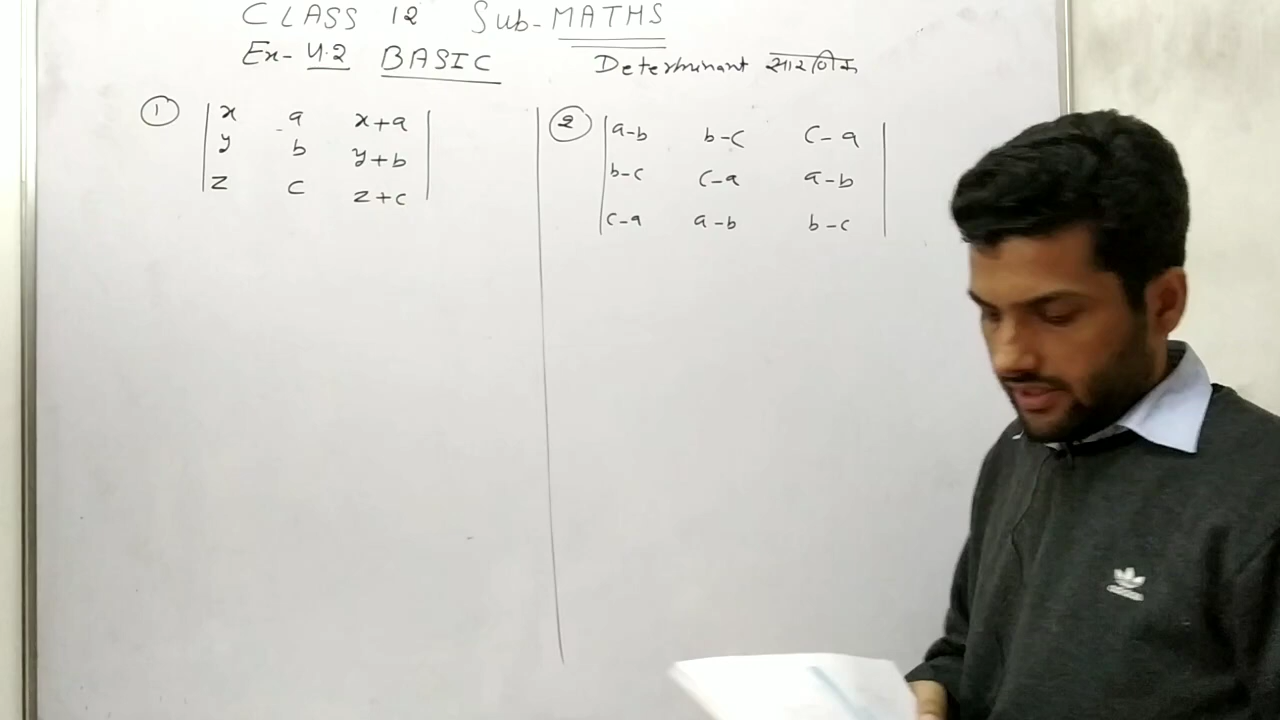 CLASS 12 Sub-MATHS
Ex-4.2 BASIC Determinant सारणिक
① | x a x+a |
| y b y+b |
| z c z+c |
② | a-b b-c c-a |
| b-c c-a a-b |
| c-a a-b b-c |